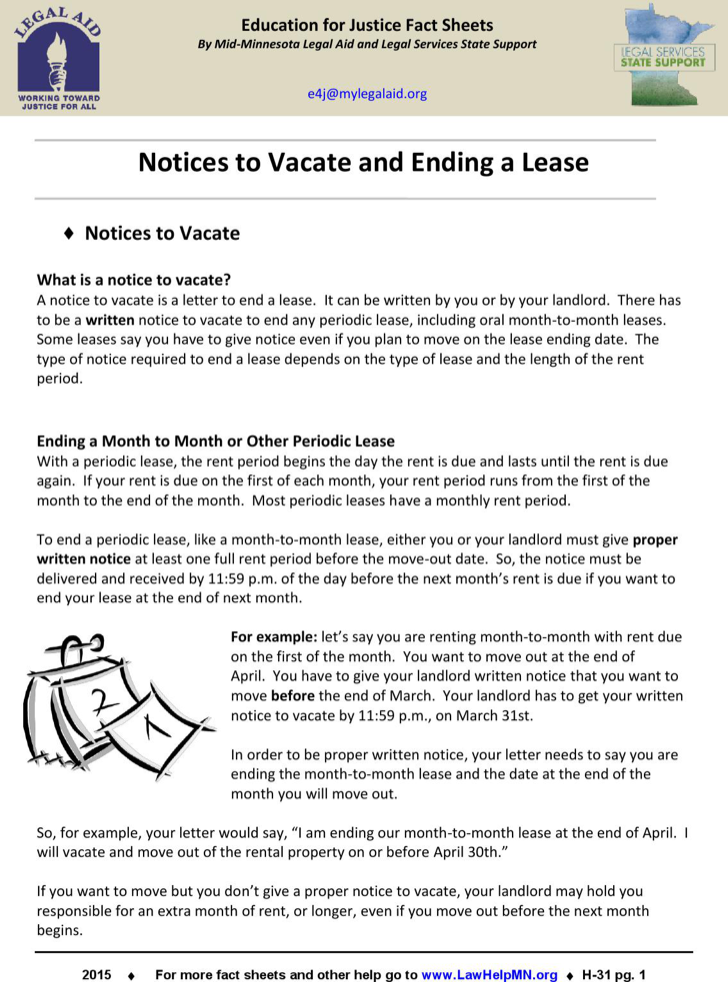 LEGAL AID
WORKING TOWARD
JUSTICE FOR ALL
Education for Justice Fact Sheets
By Mid-Minnesota Legal Aid and Legal Services State Support
e4j@mylegalaid.org
LEGAL SERVICES
STATE SUPPORT
Notices to Vacate and Ending a Lease
♦ Notices to Vacate
What is a notice to vacate?
A notice to vacate is a letter to end a lease. It can be written by you or by your landlord. There has
to be a written notice to vacate to end any periodic lease, including oral month-to-month leases.
Some leases say you have to give notice even if you plan to move on the lease ending date. The
type of notice required to end a lease depends on the type of lease and the length of the rent
period.
Ending a Month to Month or Other Periodic Lease
With a periodic lease, the rent period begins the day the rent is due and lasts until the rent is due
again. If your rent is due on the first of each month, your rent period runs from the first of the
month to the end of the month. Most periodic leases have a monthly rent period.
To end a periodic lease, like a month-to-month lease, either you or your landlord must give proper
written notice at least one full rent period before the move-out date. So, the notice must be
delivered and received by 11:59 p.m. of the day before the next month's rent is due if you want to
end your lease at the end of next month.
2
1
For example: let's say you are renting month-to-month with rent due
on the first of the month. You want to move out at the end of
April. You have to give your landlord written notice that you want to
move before the end of March. Your landlord has to get your written
notice to vacate by 11:59 p.m., on March 31st.
In order to be proper written notice, your letter needs to say you are
ending the month-to-month lease and the date at the end of the
month you will move out.
So, for example, your letter would say, "I am ending our month-to-month lease at the end of April. I
will vacate and move out of the rental property on or before April 30th."
If you want to move but you don't give a proper notice to vacate, your landlord may hold you
responsible for an extra month of rent, or longer, even if you move out before the next month
begins.
2015 ♦ For more fact sheets and other help go to www.LawHelpMN.org ♦ H-31 pg. 1